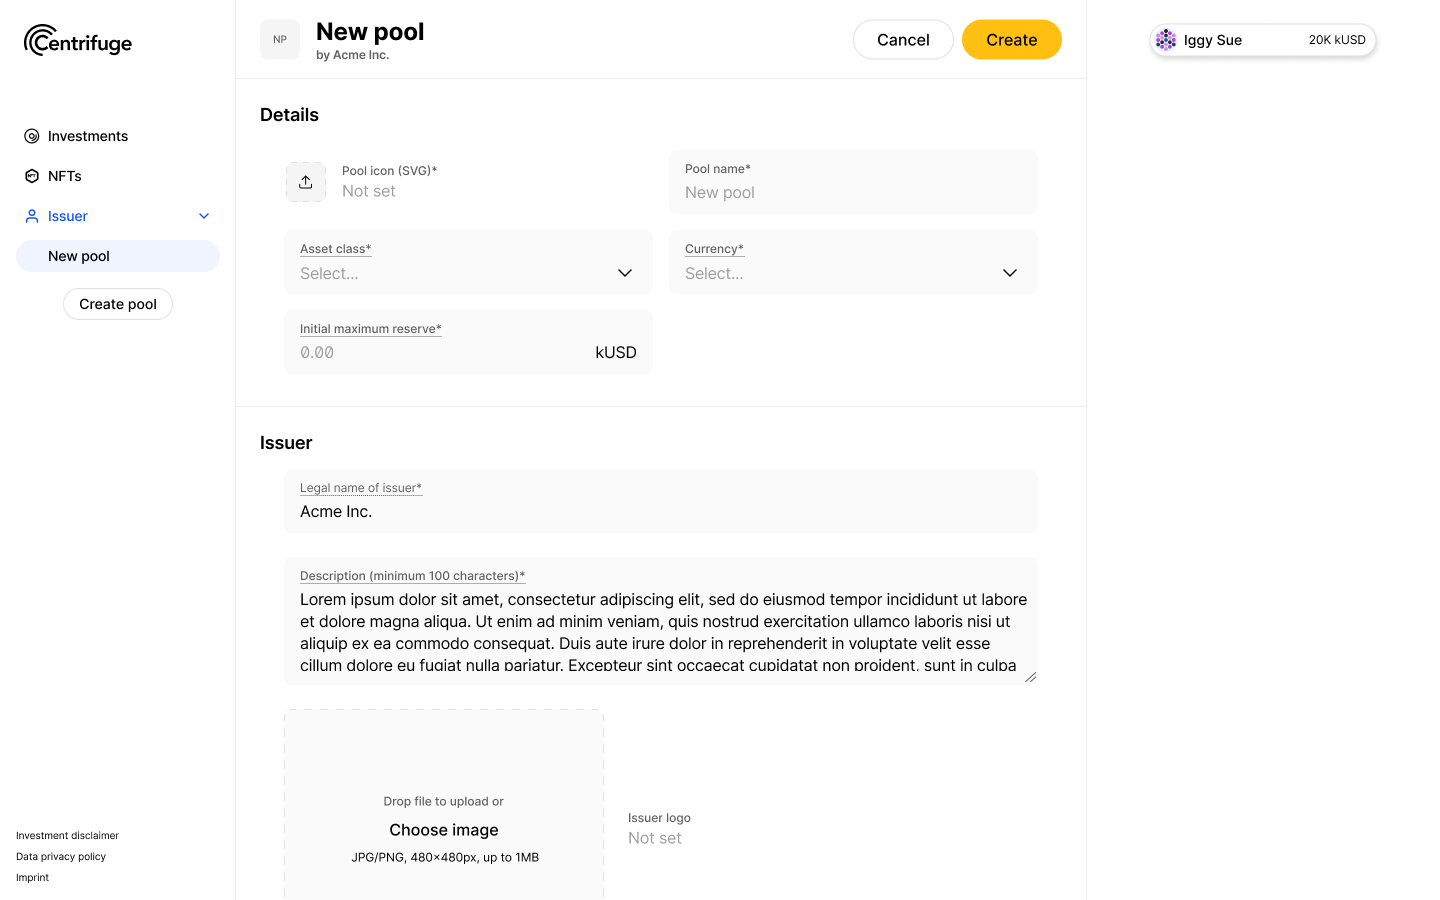 Centrifuge
Investments
NFTs
Issuer
New pool
Create pool
Investment disclaimer
Data privacy policy
Imprint
NP
New pool
by Acme Inc.
Cancel
Create
Details
Pool icon (SVG)*
Not set
Pool name*
New pool
Asset class*
Select...
Currency*
Select...
Initial maximum reserve*
0.00
kUSD
Issuer
Legal name of issuer*
Acme Inc.
Description (minimum 100 characters)*
Lorem ipsum dolor sit amet, consectetur adipiscing elit, sed do eiusmod tempor incididunt ut labore
et dolore magna aliqua. Ut enim ad minim veniam, quis nostrud exercitation ullamco laboris nisi ut
aliquip ex ea commodo consequat. Duis aute irure dolor in reprehenderit in voluptate velit esse
cillum dolore eu fugiat nulla pariatur. Excepteur sint occaecat cupidatat non proident, sunt in culpa
Drop file to upload or
Choose image
JPG/PNG, 480x480px, up to 1MB
Issuer logo
Not set
Iggy Sue
20K kUSD